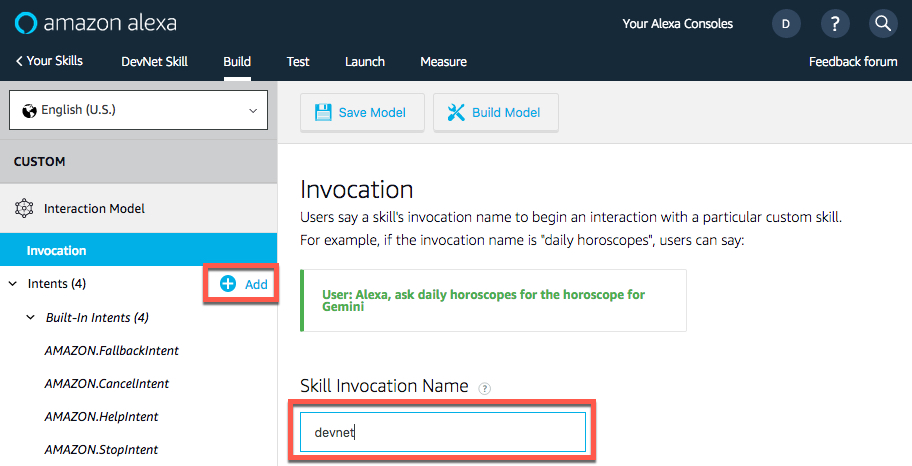 amazon alexa
Your Alexa Consoles
D
?
Your Skills
DevNet Skill
Build
Test
Launch
Measure
Feedback forum
English (U.S.)
Save Model
Build Model
CUSTOM
Interaction Model
Invocation
Intents (4)
Add
Built-In Intents (4)
AMAZON.FallbackIntent
AMAZON.CancelIntent
AMAZON.HelpIntent
AMAZON.StopIntent
Invocation
Users say a skill's invocation name to begin an interaction with a particular custom skill.
For example, if the invocation name is "daily horoscopes", users can say:
User: Alexa, ask daily horoscopes for the horoscope for
Gemini
Skill Invocation Name ?
devnet